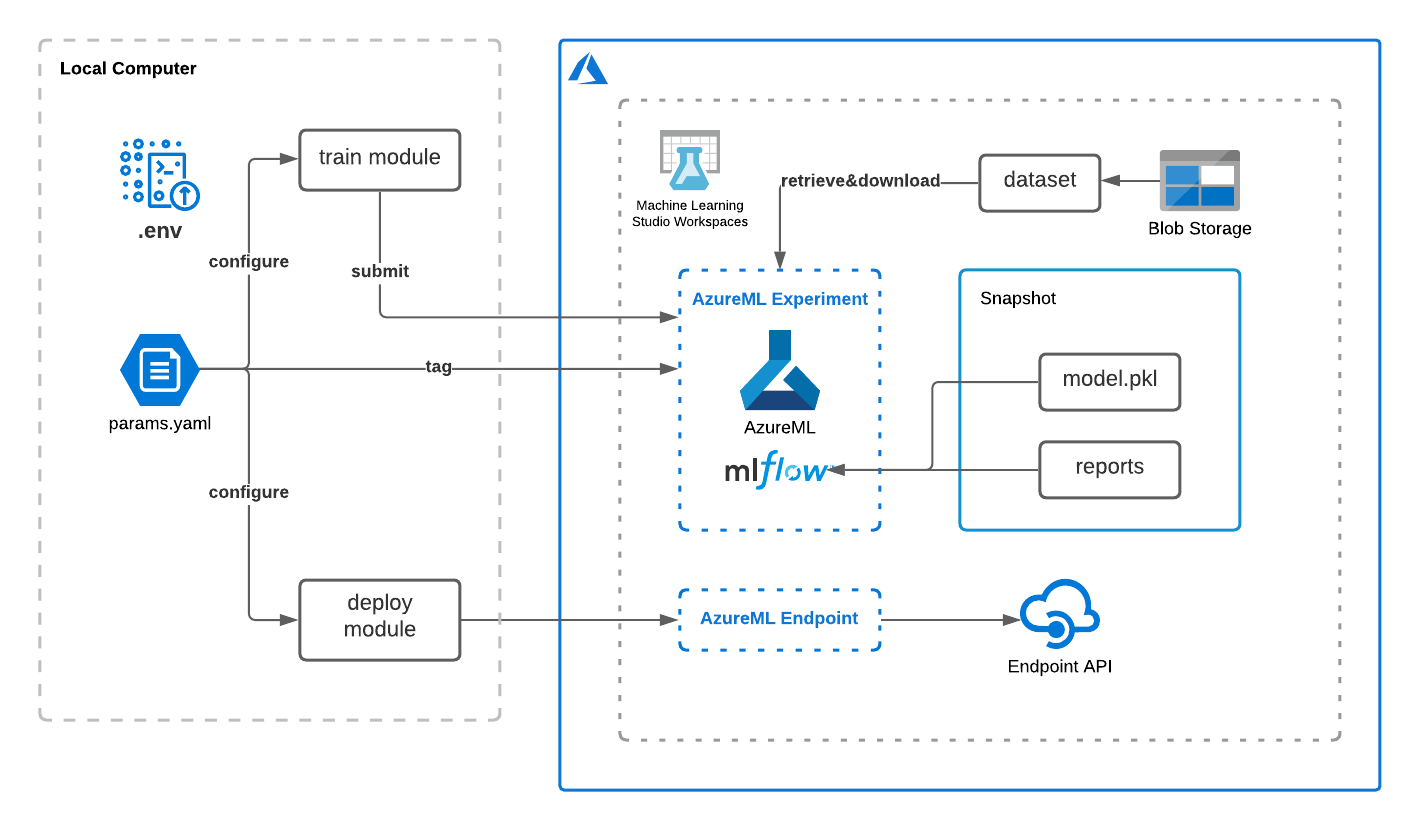 Local Computer
train module
.env
configure
submit
tag
params.yaml
configure
deploy
module
Machine Learning
Studio Workspaces
retrieve&download
dataset
Blob Storage
AzureML Experiment
AzureML
mlflow
Snapshot
model.pkl
reports
AzureML Endpoint
Endpoint API